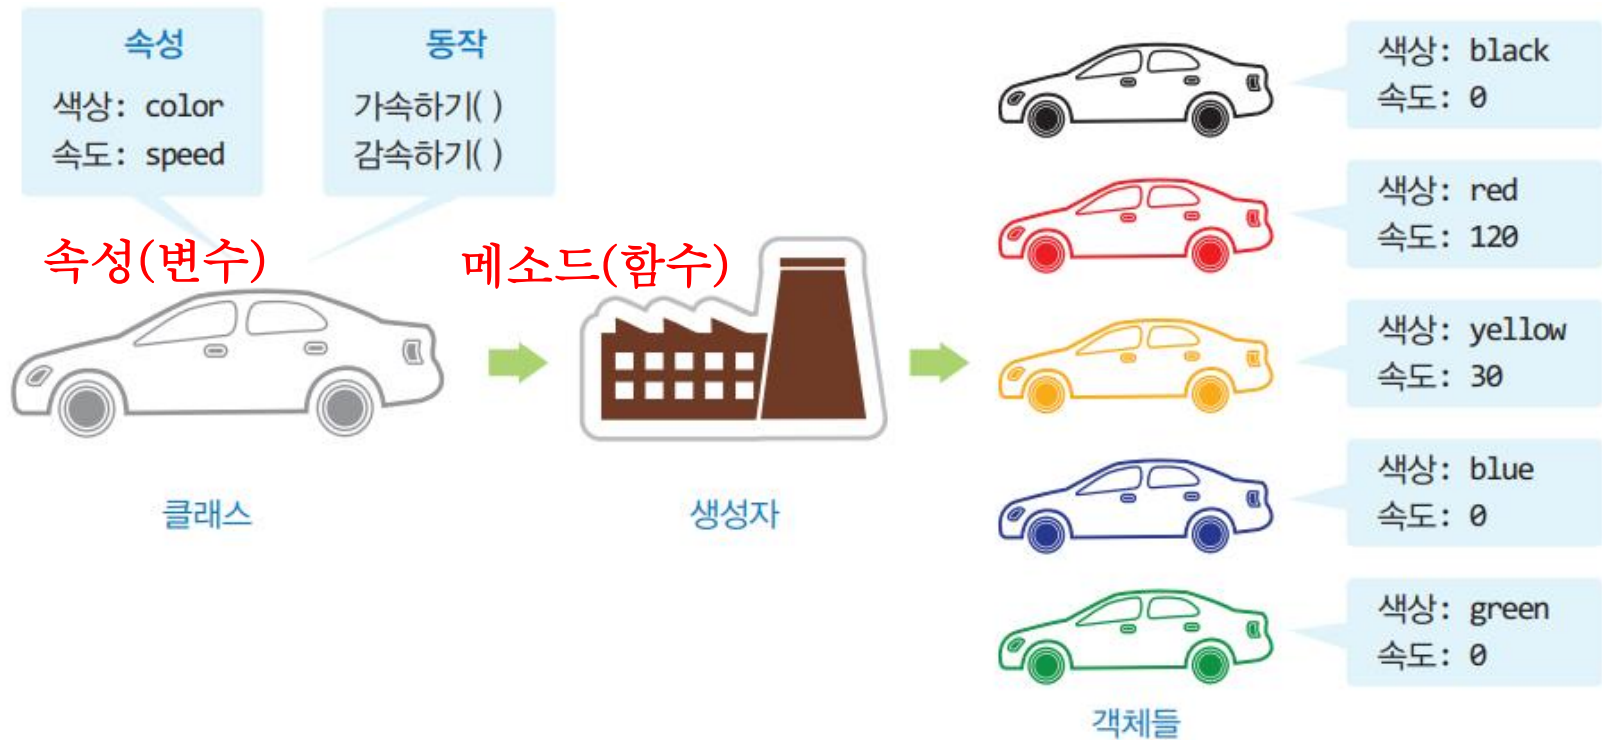 속성
색상: color
속도: speed
동작
가속하기( )
감속하기( )
속성(변수)
메소드(함수)
클래스
생성자
색상: black
속도: 0
색상: red
속도: 120
색상: yellow
속도: 30
색상: blue
속도: 0
색상: green
속도: 0
객체들